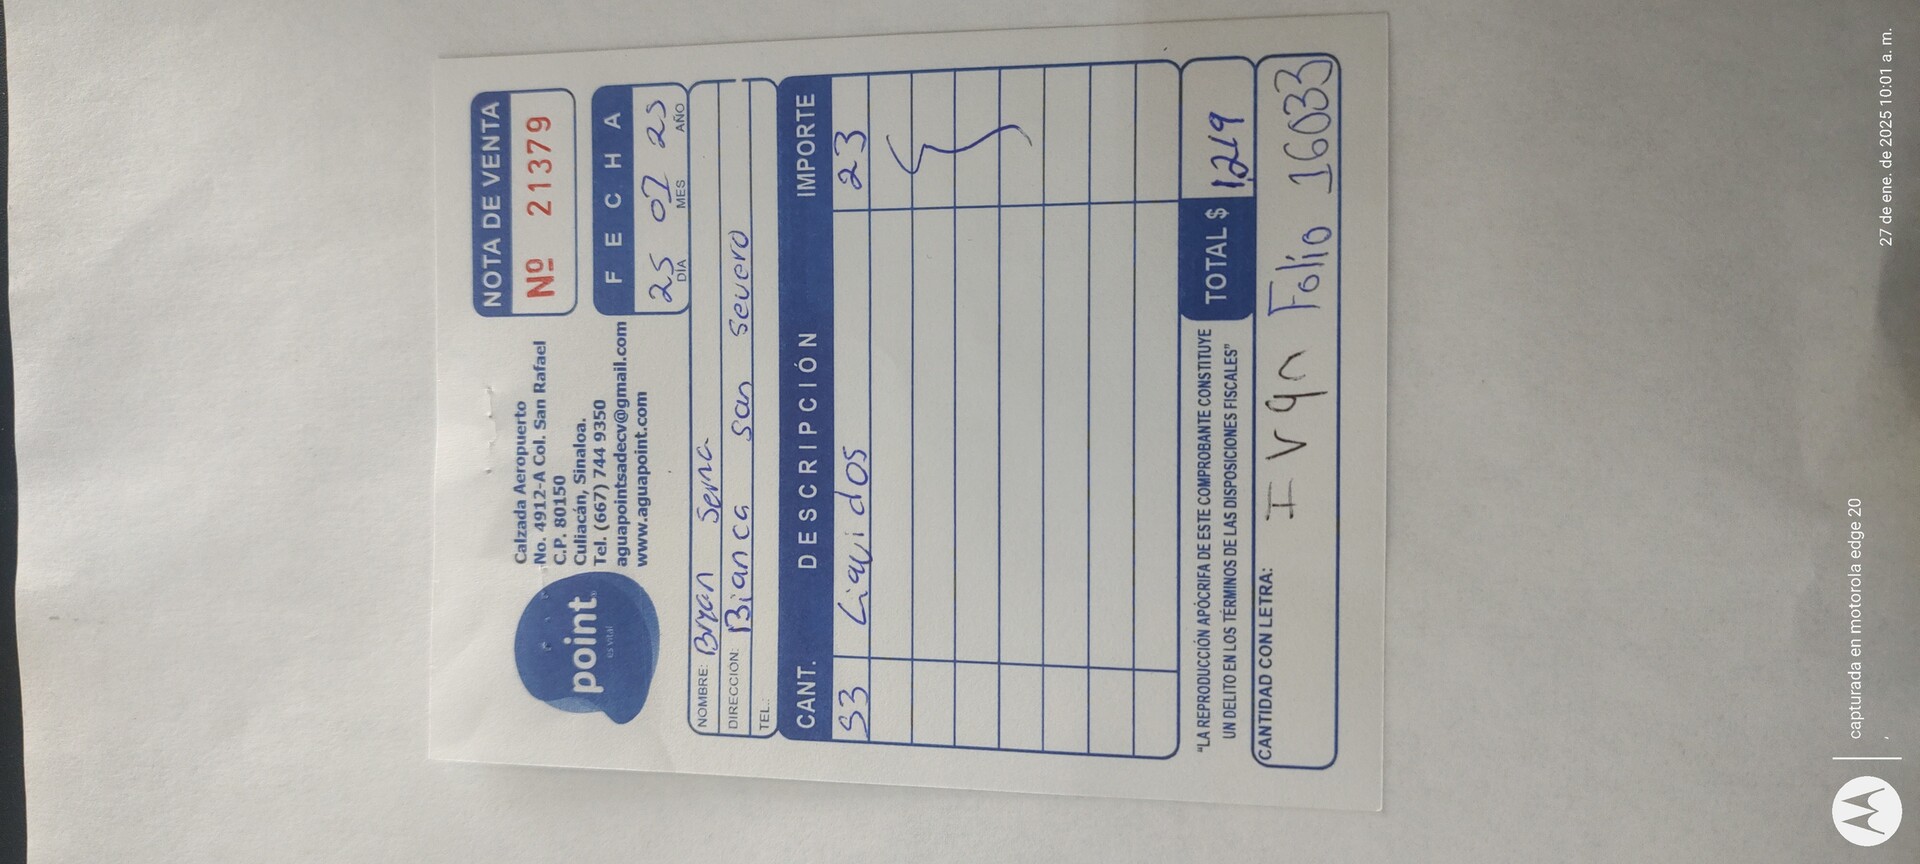 point
es vital
Calzada Aeropuerto
No. 4912-A Col. San Rafael
C.P. 80150
Culiacán, Sinaloa.
Tel. (667) 744 9350
aguapointsadecv@gmail.com
www.aguapoint.com
NOTA DE VENTA
Nº 21379
FECHA
25 01 25
DÍA MES AÑO
NOMBRE: Bryan Serna
DIRECCION: Bianca san severo
TEL.:
CANT. DESCRIPCIÓN IMPORTE
53 Liquidos 23
"LA REPRODUCCIÓN APÓCRIFA DE ESTE COMPROBANTE CONSTITUYE
UN DELITO EN LOS TÉRMINOS DE LAS DISPOSICIONES FISCALES"
TOTAL $ 1,219
CANTIDAD CON LETRA: Ivan Folio 16033
capturada en motorola edge 20
27 de ene. de 2025 10:01 a. m.